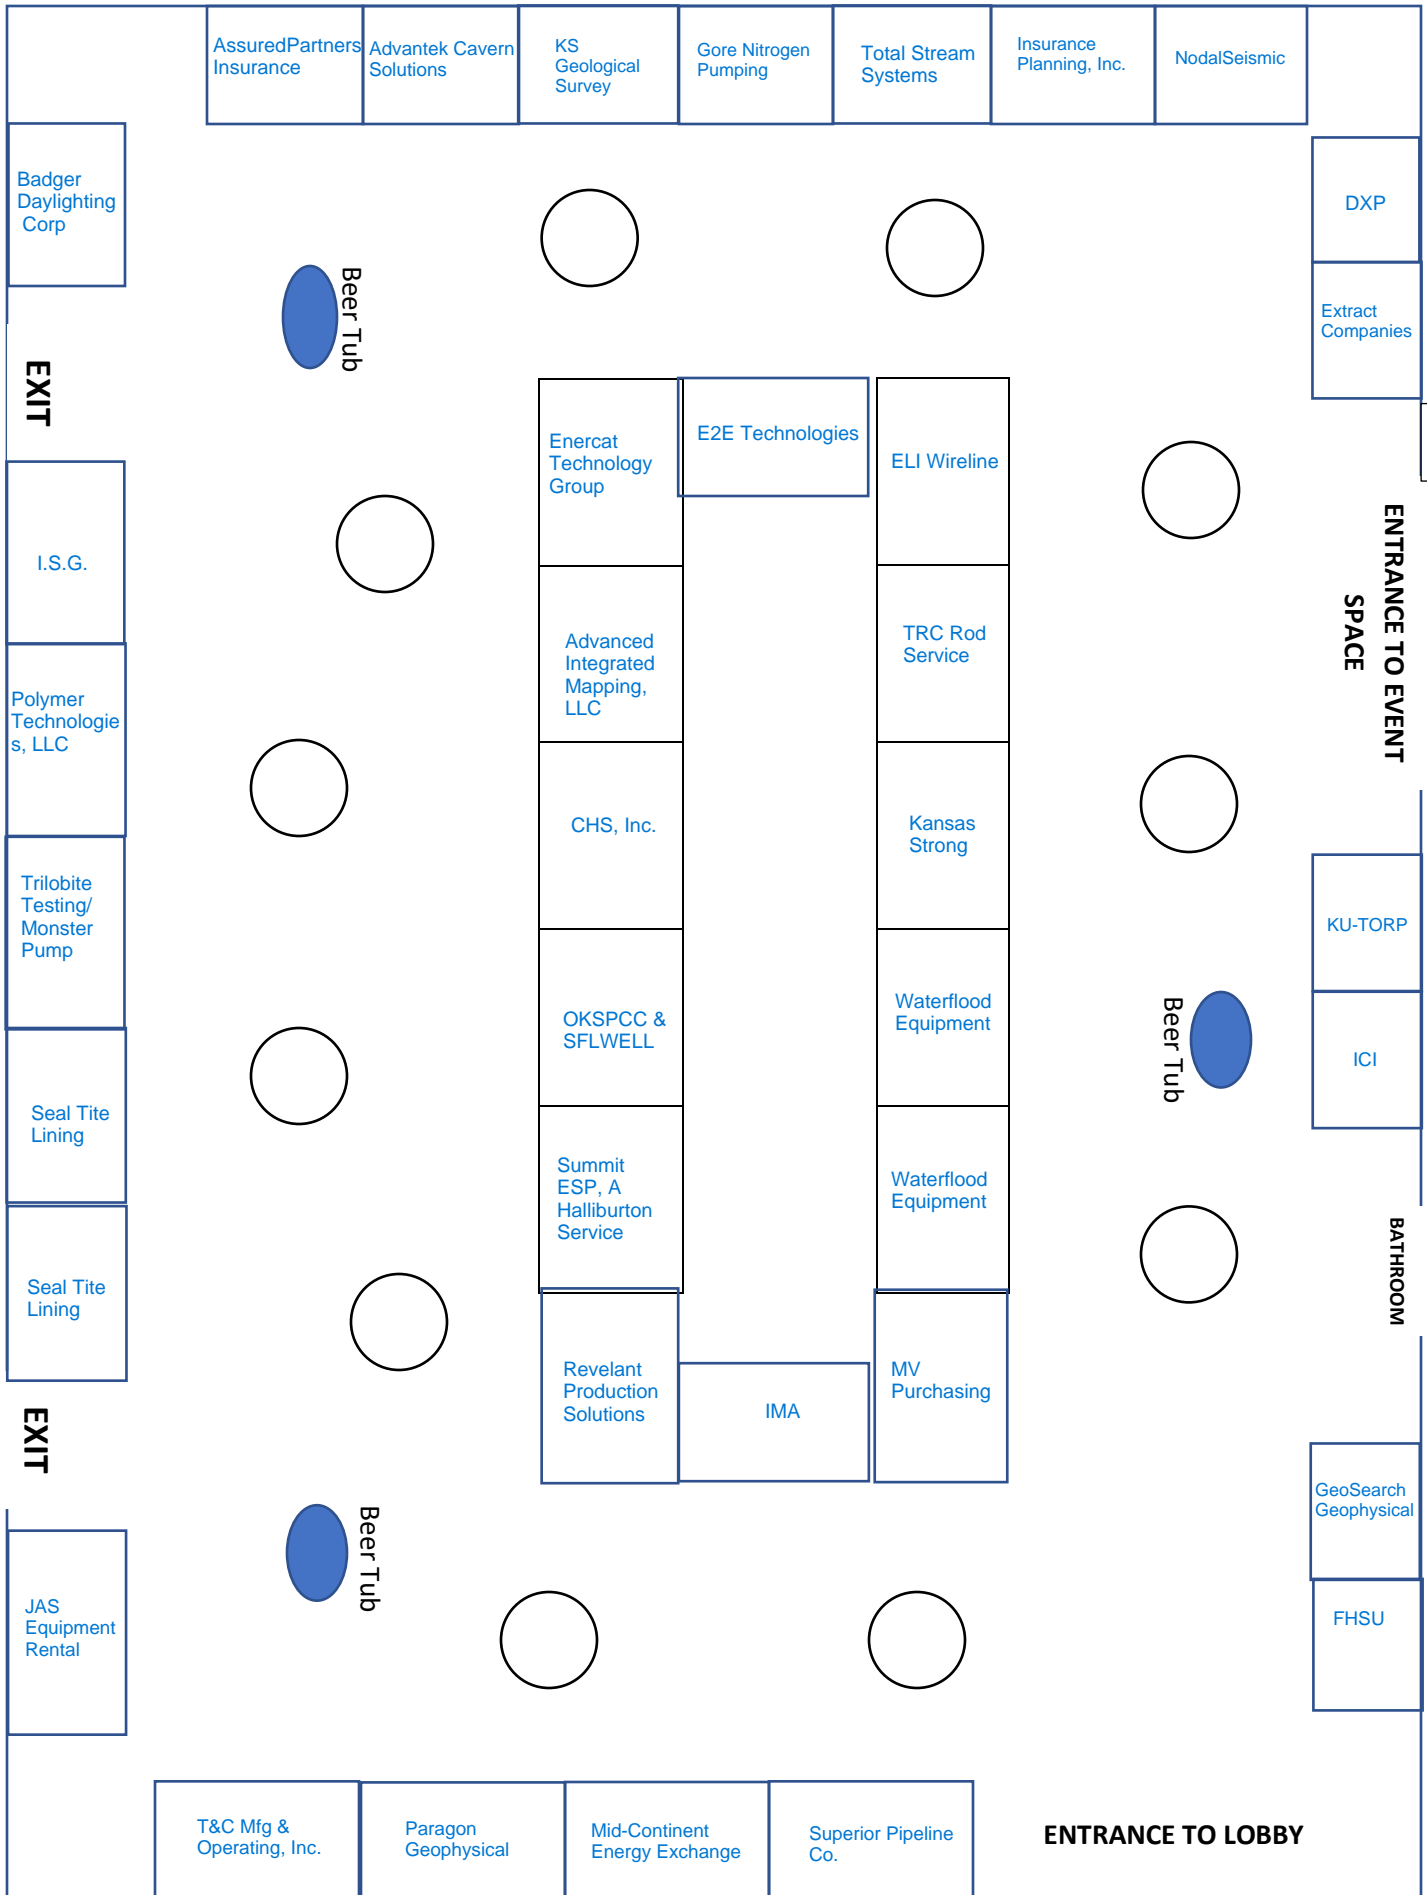 AssuredPartners
Insurance
Advantek Cavern
Solutions
KS
Geological
Survey
Gore Nitrogen
Pumping
Total Stream
Systems
Insurance
Planning, Inc.
NodalSeismic
Badger
Daylighting
Corp
DXP
Extract
Companies
Beer Tub
EXIT
Enercat
Technology
Group
E2E Technologies
ELI Wireline
I.S.G.
ENTRANCE TO EVENT
SPACE
Advanced
Integrated
Mapping,
LLC
TRC Rod
Service
Polymer
Technologie
s, LLC
CHS, Inc.
Kansas
Strong
Trilobite
Testing/
Monster
Pump
KU-TORP
OKSPCC &
SFLWELL
Waterflood
Equipment
Beer Tub
ICI
Seal Tite
Lining
Summit
ESP, A
Halliburton
Service
Waterflood
Equipment
BATHROOM
Seal Tite
Lining
Revelant
Production
Solutions
IMA
MV
Purchasing
EXIT
GeoSearch
Geophysical
Beer Tub
JAS
Equipment
Rental
FHSU
T&C Mfg &
Operating, Inc.
Paragon
Geophysical
Mid-Continent
Energy Exchange
Superior Pipeline
Co.
ENTRANCE TO LOBBY